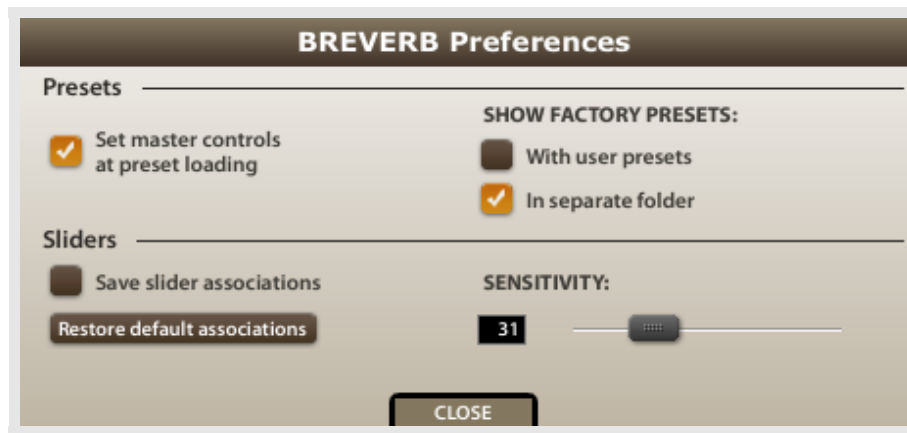 BREVERB Preferences
Presets
Set master controls
at preset loading
SHOW FACTORY PRESETS:
With user presets
In separate folder
Sliders
Save slider associations
Restore default associations
SENSITIVITY:
31
CLOSE